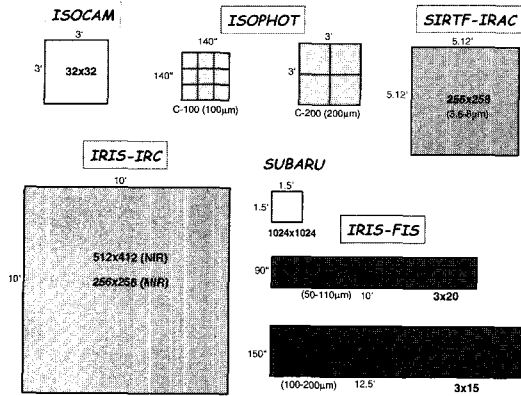 ISOCAM
3'
3'
32x32
ISOPHOT
140"
140"
C-100 (100µm)
3'
3'
C-200 (200µm)
SIRTF-IRAC
5.12'
5.12'
256x256
(3.6-8µm)
IRIS-IRC
10'
10'
512x412 (NIR)
256x256 (MIR)
SUBARU
1.5'
1.5'
1024x1024
IRIS-FIS
90"
(50-110µm)
10'
3x20
150"
(100-200µm)
12.5'
3x15